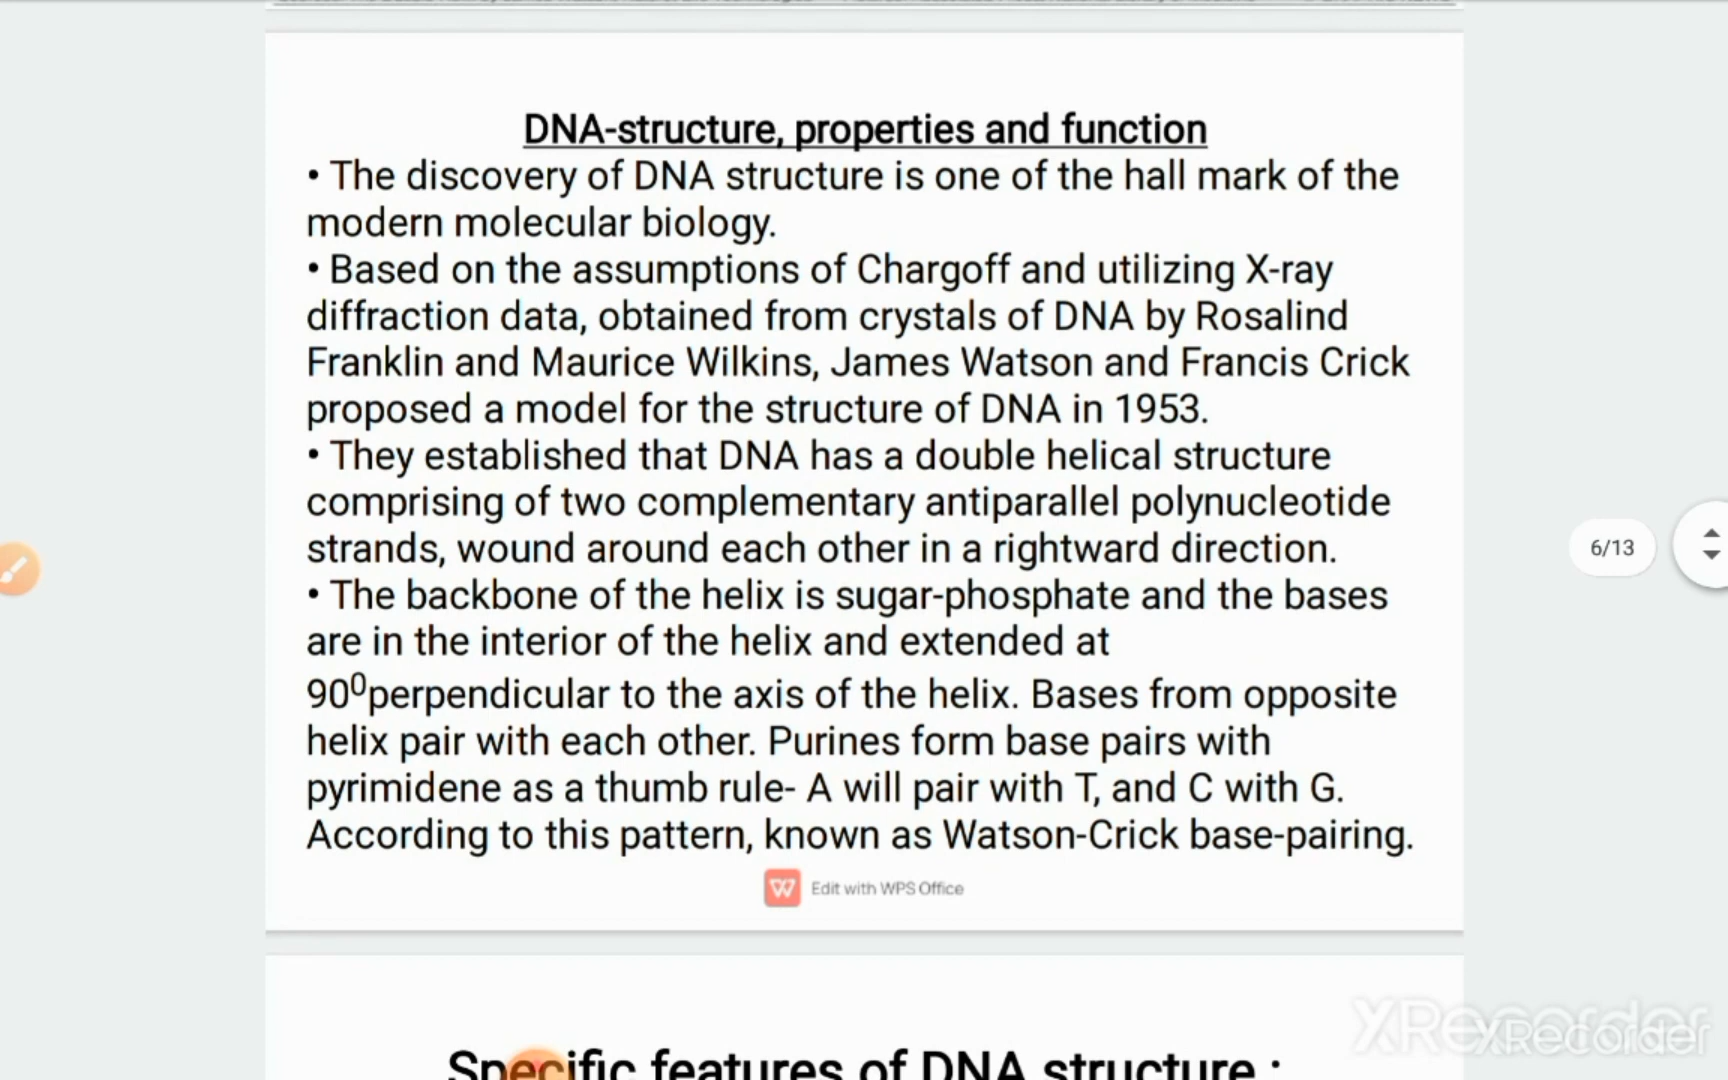 DNA-structure, properties and function
• The discovery of DNA structure is one of the hall mark of the
modern molecular biology.
• Based on the assumptions of Chargoff and utilizing X-ray
diffraction data, obtained from crystals of DNA by Rosalind
Franklin and Maurice Wilkins, James Watson and Francis Crick
proposed a model for the structure of DNA in 1953.
• They established that DNA has a double helical structure
comprising of two complementary antiparallel polynucleotide
strands, wound around each other in a rightward direction.
6/13
• The backbone of the helix is sugar-phosphate and the bases
are in the interior of the helix and extended at
90⁰perpendicular to the axis of the helix. Bases from opposite
helix pair with each other. Purines form base pairs with
pyrimidene as a thumb rule- A will pair with T, and C with G.
According to this pattern, known as Watson-Crick base-pairing.
Edit with WPS Office
Specific features of DNA structure :
XRecorder
XRecorder